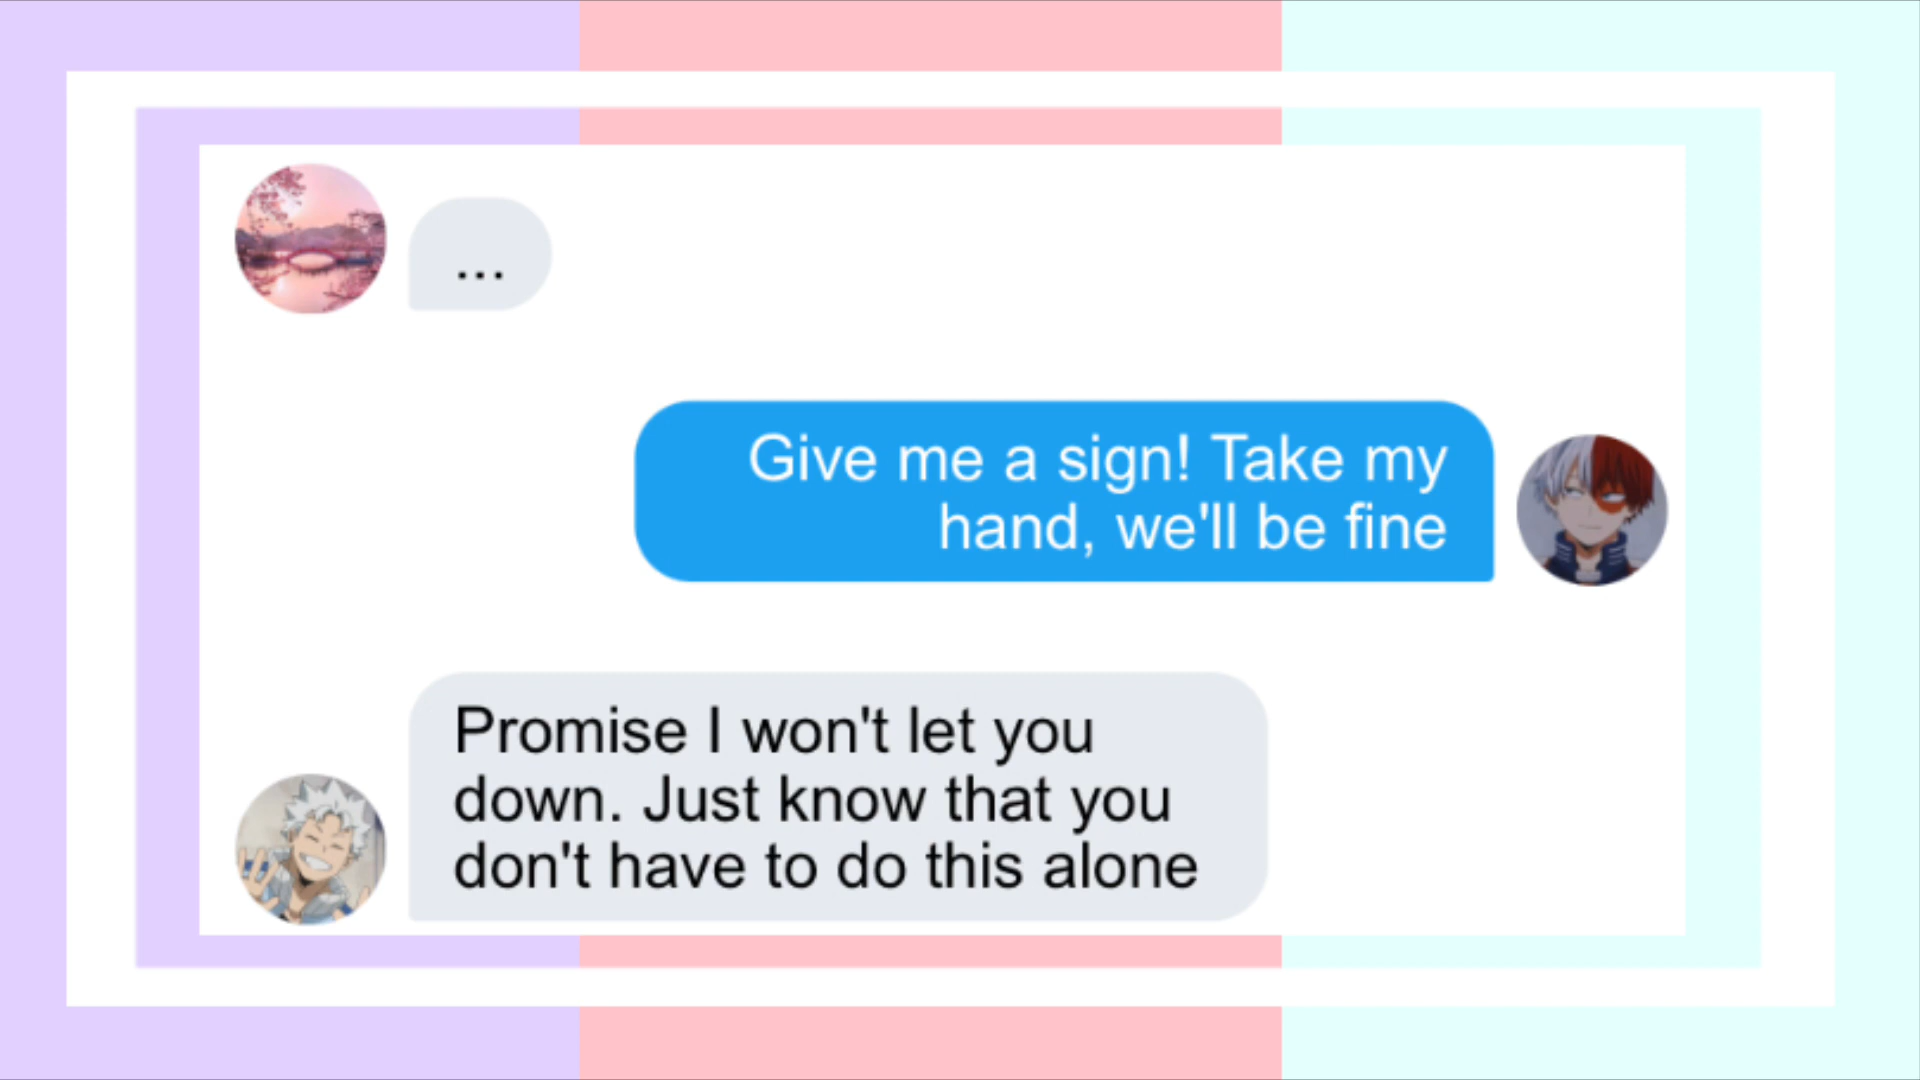 ...
Give me a sign! Take my
hand, we'll be fine
Promise I won't let you
down. Just know that you
don't have to do this alone